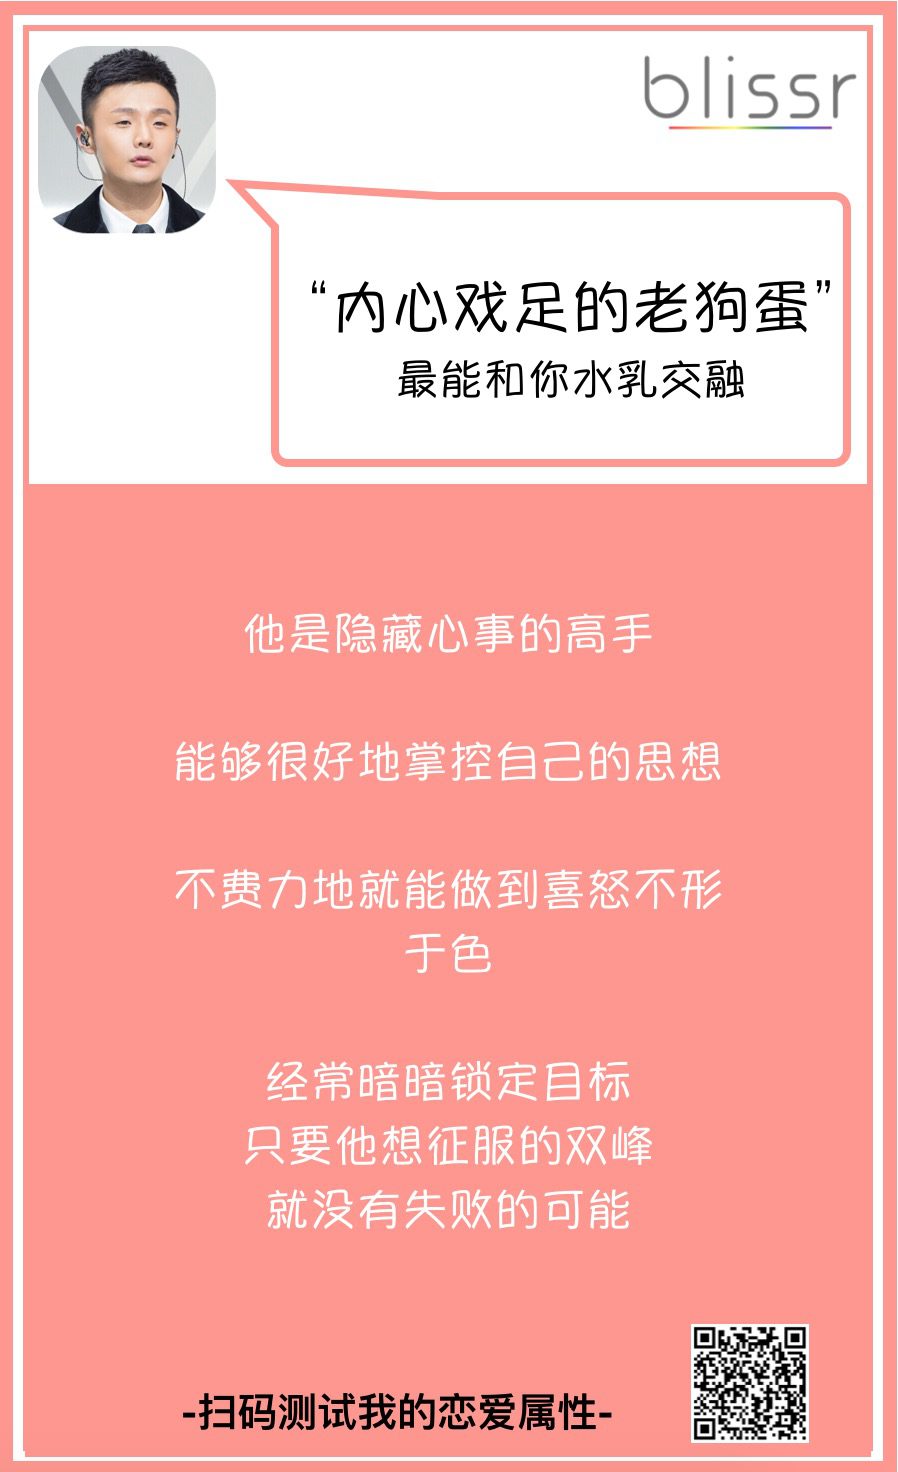 blissr
“内心戏足的老狗蛋”
最能和你水乳交融
他是隐藏心事的高手
能够很好地掌控自己的思想
不费力地就能做到喜怒不形
于色
经常暗暗锁定目标
只要他想征服的双峰
就没有失败的可能
-扫码测试我的恋爱属性-